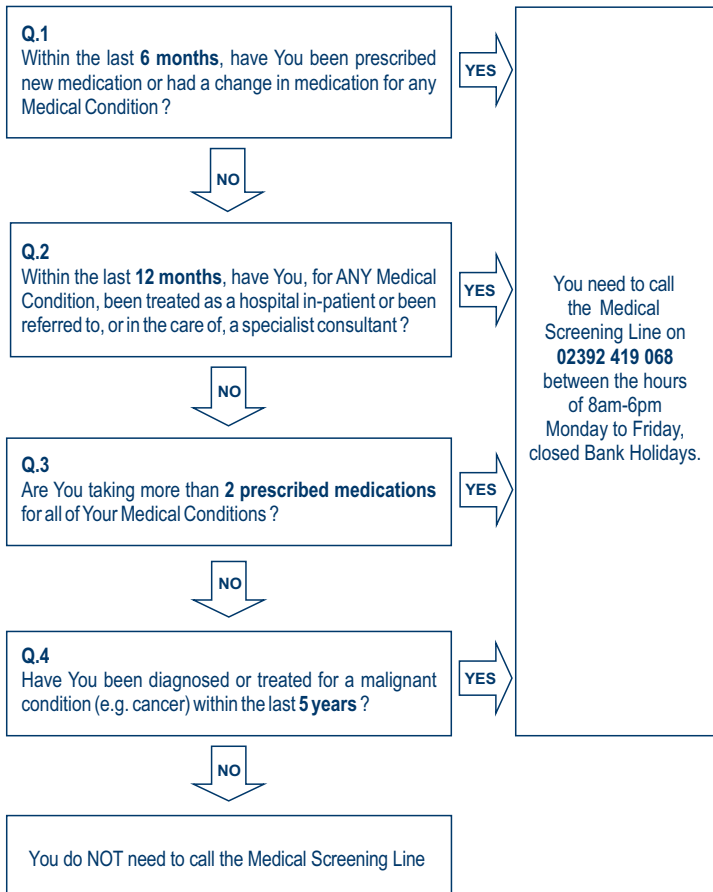 Q.1
Within the last 6 months, have You been prescribed
new medication or had a change in medication for any
Medical Condition ?
YES
NO
Q.2
Within the last 12 months, have You, for ANY Medical
Condition, been treated as a hospital in-patient or been
referred to, or in the care of, a specialist consultant ?
YES
NO
Q.3
Are You taking more than 2 prescribed medications
for all of Your Medical Conditions ?
YES
NO
Q.4
Have You been diagnosed or treated for a malignant
condition (e.g. cancer) within the last 5 years ?
YES
NO
You do NOT need to call the Medical Screening Line
You need to call
the Medical
Screening Line on
02392 419 068
between the hours
of 8am-6pm
Monday to Friday,
closed Bank Holidays.